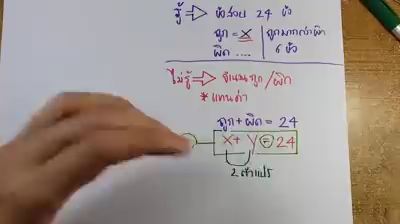 รู้ ข้อสอบ 24 ข้อ
ถูก = X ถูกมากกว่าผิด
ผิด .... 6 ข้อ
ไม่รู้ จำนวนถูก/ผิด
* แทนค่า
ถูก + ผิด = 24
X + y = 24
2 ตัวแปร